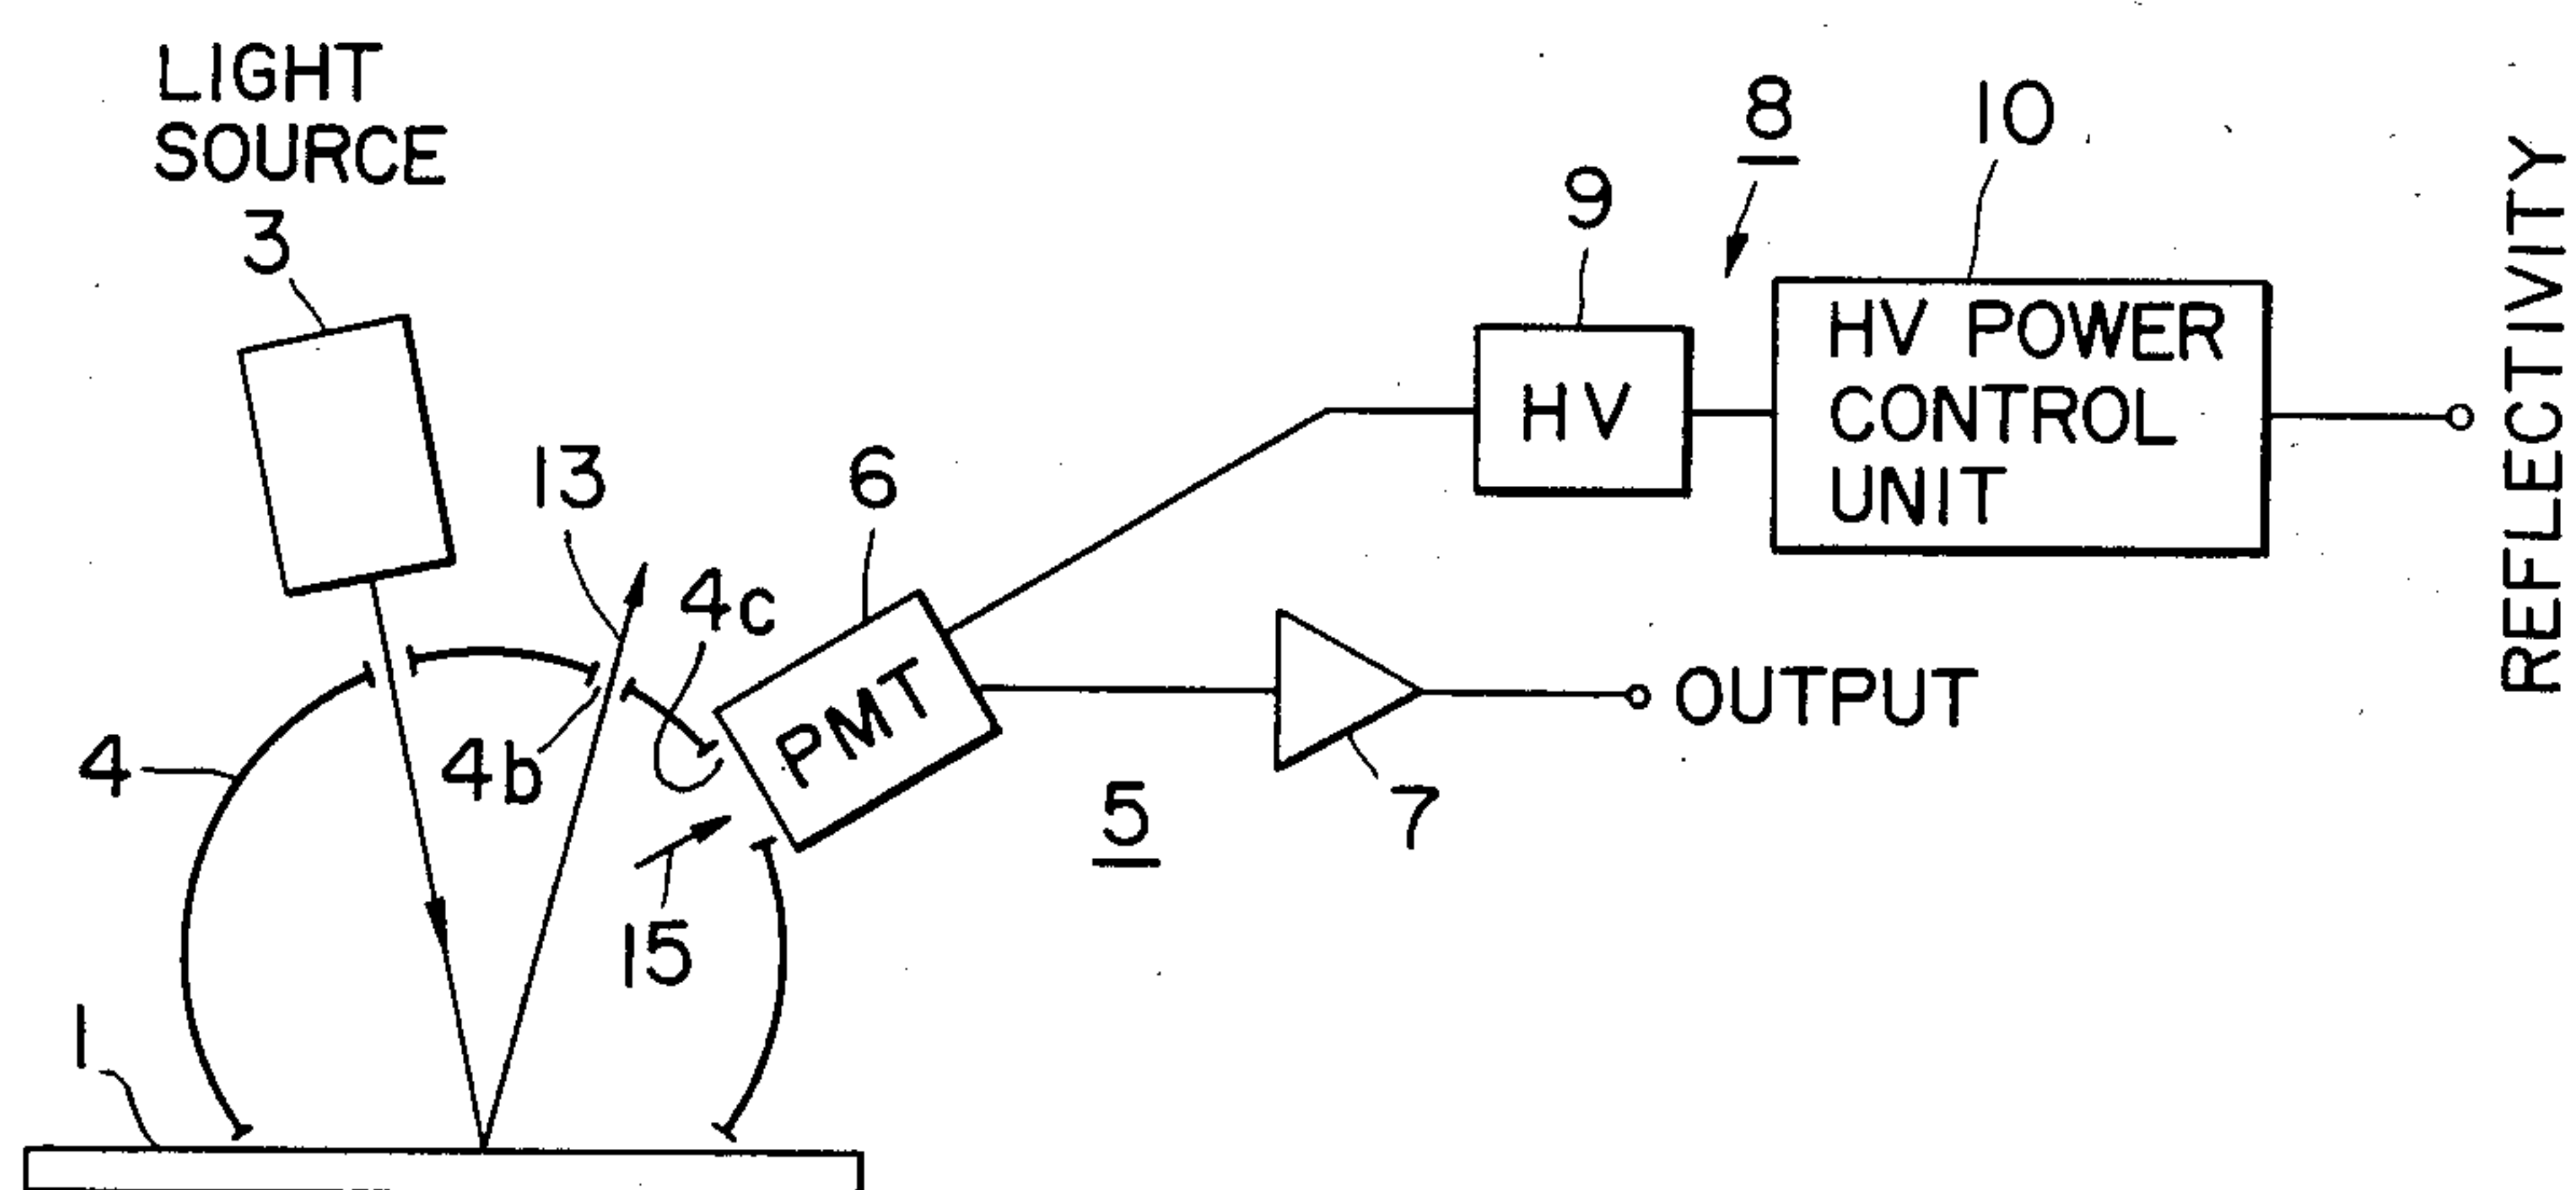 LIGHT
SOURCE
3
8
10
9
HV POWER
CONTROL
UNIT
HV
REFLECTIVITY
13
6
4c
PMT
OUTPUT
4
4b
5
7
15
1